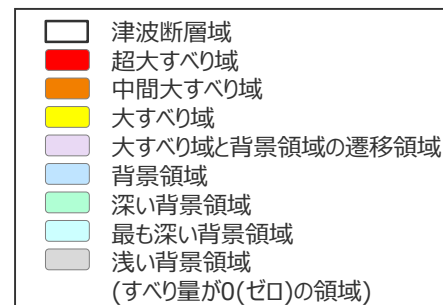 津波断層域
超大すべり域
中間大すべり域
大すべり域
大すべり域と背景領域の遷移領域
背景領域
深い背景領域
最も深い背景領域
浅い背景領域
(すべり量が0(ゼロ)の領域)